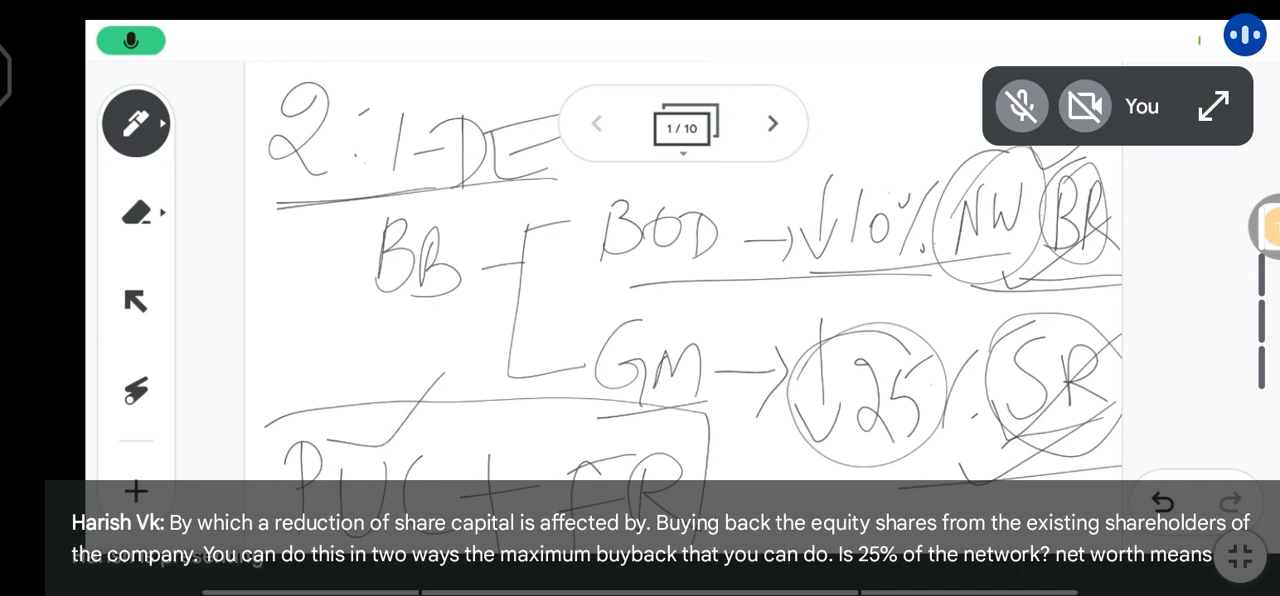 2:1-DE
1 / 10
You
BB - BOD → ↓10% NW BR
GM → ↓25% SR
PUC + FR
Harish Vk: By which a reduction of share capital is affected by. Buying back the equity shares from the existing shareholders of
the company. You can do this in two ways the maximum buyback that you can do. Is 25% of the network? net worth means